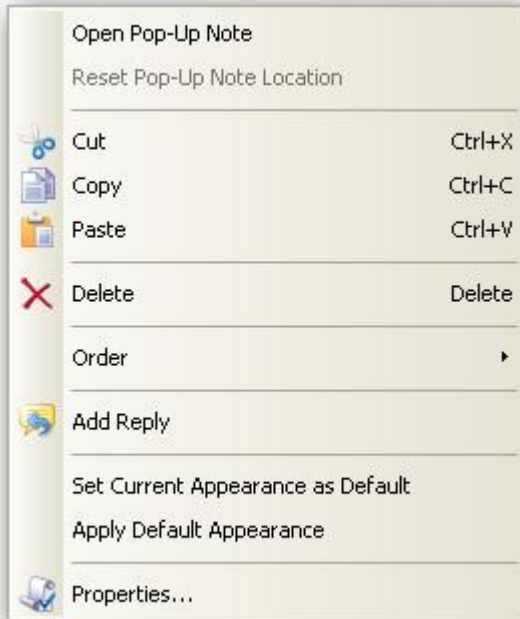 Open Pop-Up Note
Reset Pop-Up Note Location
Cut Ctrl+X
Copy Ctrl+C
Paste Ctrl+V
Delete Delete
Order
Add Reply
Set Current Appearance as Default
Apply Default Appearance
Properties...